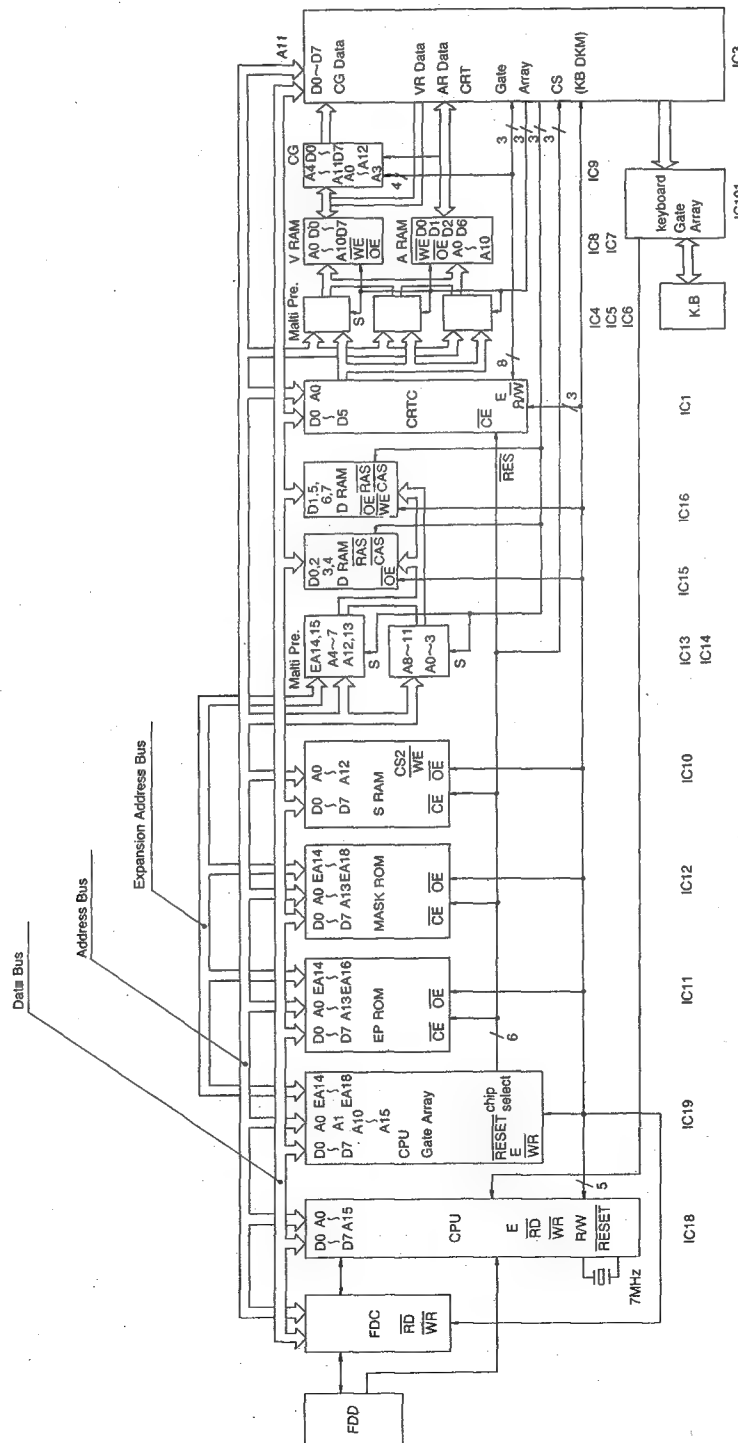 Data Bus
Address Bus
Expansion Address Bus
FDD
FDC
RD
WR
D0 A0
∼ ∼
D7 A15
CPU
E
RD
WR
R/W
RESET
7MHz
5
IC18
D0 A0 EA14
∼ A1 ∼
D7 A10 EA18
∼
A15
CPU
Gate Array
RESET chip
E select
WR
6
IC19
D0 A0 EA14
∼ ∼ ∼
D7 A13 EA16
EP ROM
CE OE
IC11
D0 A0 EA14
∼ ∼ ∼
D7 A13 EA18
MASK ROM
CE OE
IC12
D0 A0
∼ ∼
D7 A12
S RAM
CS2
WE
CE OE
IC10
Malti Pre.
EA14,15
A4∼7
A12,13
S
A8∼11
A0∼3
S
IC13
IC14
D0,2
3,4
D RAM
RAS
CAS
OE
IC15
D1,5,
6,7
D RAM
OE RAS
WE CAS
IC16
RES
D0 A0
∼
D5
CRTC
E
CE R/W
8
3
IC1
Malti Pre.
S
IC4
IC5
IC6
V RAM
A0 D0
∼ ∼
A10 D7
WE
OE
A RAM
WE D0
OE D1
D2
A0 D6
∼
A10
IC8
IC7
CG
A4 D0
∼ ∼
A11 D7
A0 A12
∼
A3
4
IC9
A11
D0∼D7
CG Data
VR Data
AR Data
CRT
Gate
Array
CS
(KB DKM)
3
3
3
3
IC3
keyboard
Gate
Array
IC101
K.B